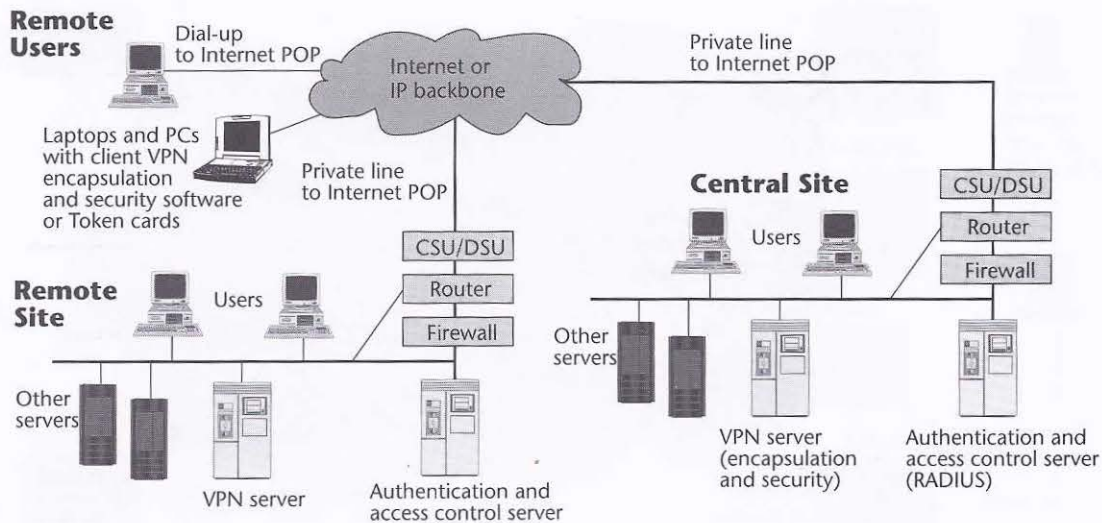 Remote
Users
Dial-up
to Internet POP
Internet or
IP backbone
Private line
to Internet POP
Laptops and PCs
with client VPN
encapsulation
and security software
or Token cards
Private line
to Internet POP
Central Site
CSU/DSU
Router
Firewall
Users
CSU/DSU
Router
Firewall
Remote
Site
Users
Other
servers
VPN server
(encapsulation
and security)
Authentication and
access control server
(RADIUS)
Other
servers
VPN server
Authentication and
access control server